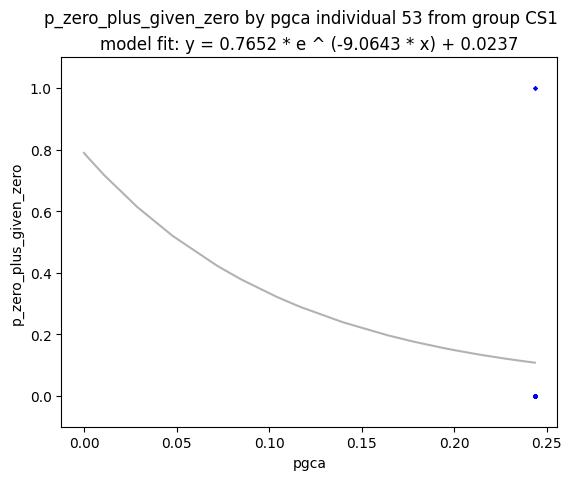 p_zero_plus_given_zero by pgca individual 53 from group CS1
model fit: y = 0.7652 * e ^ (-9.0643 * x) + 0.0237
1.0
0.8
0.6
0.4
0.2
0.0
p_zero_plus_given_zero
0.00 0.05 0.10 0.15 0.20 0.25
pgca